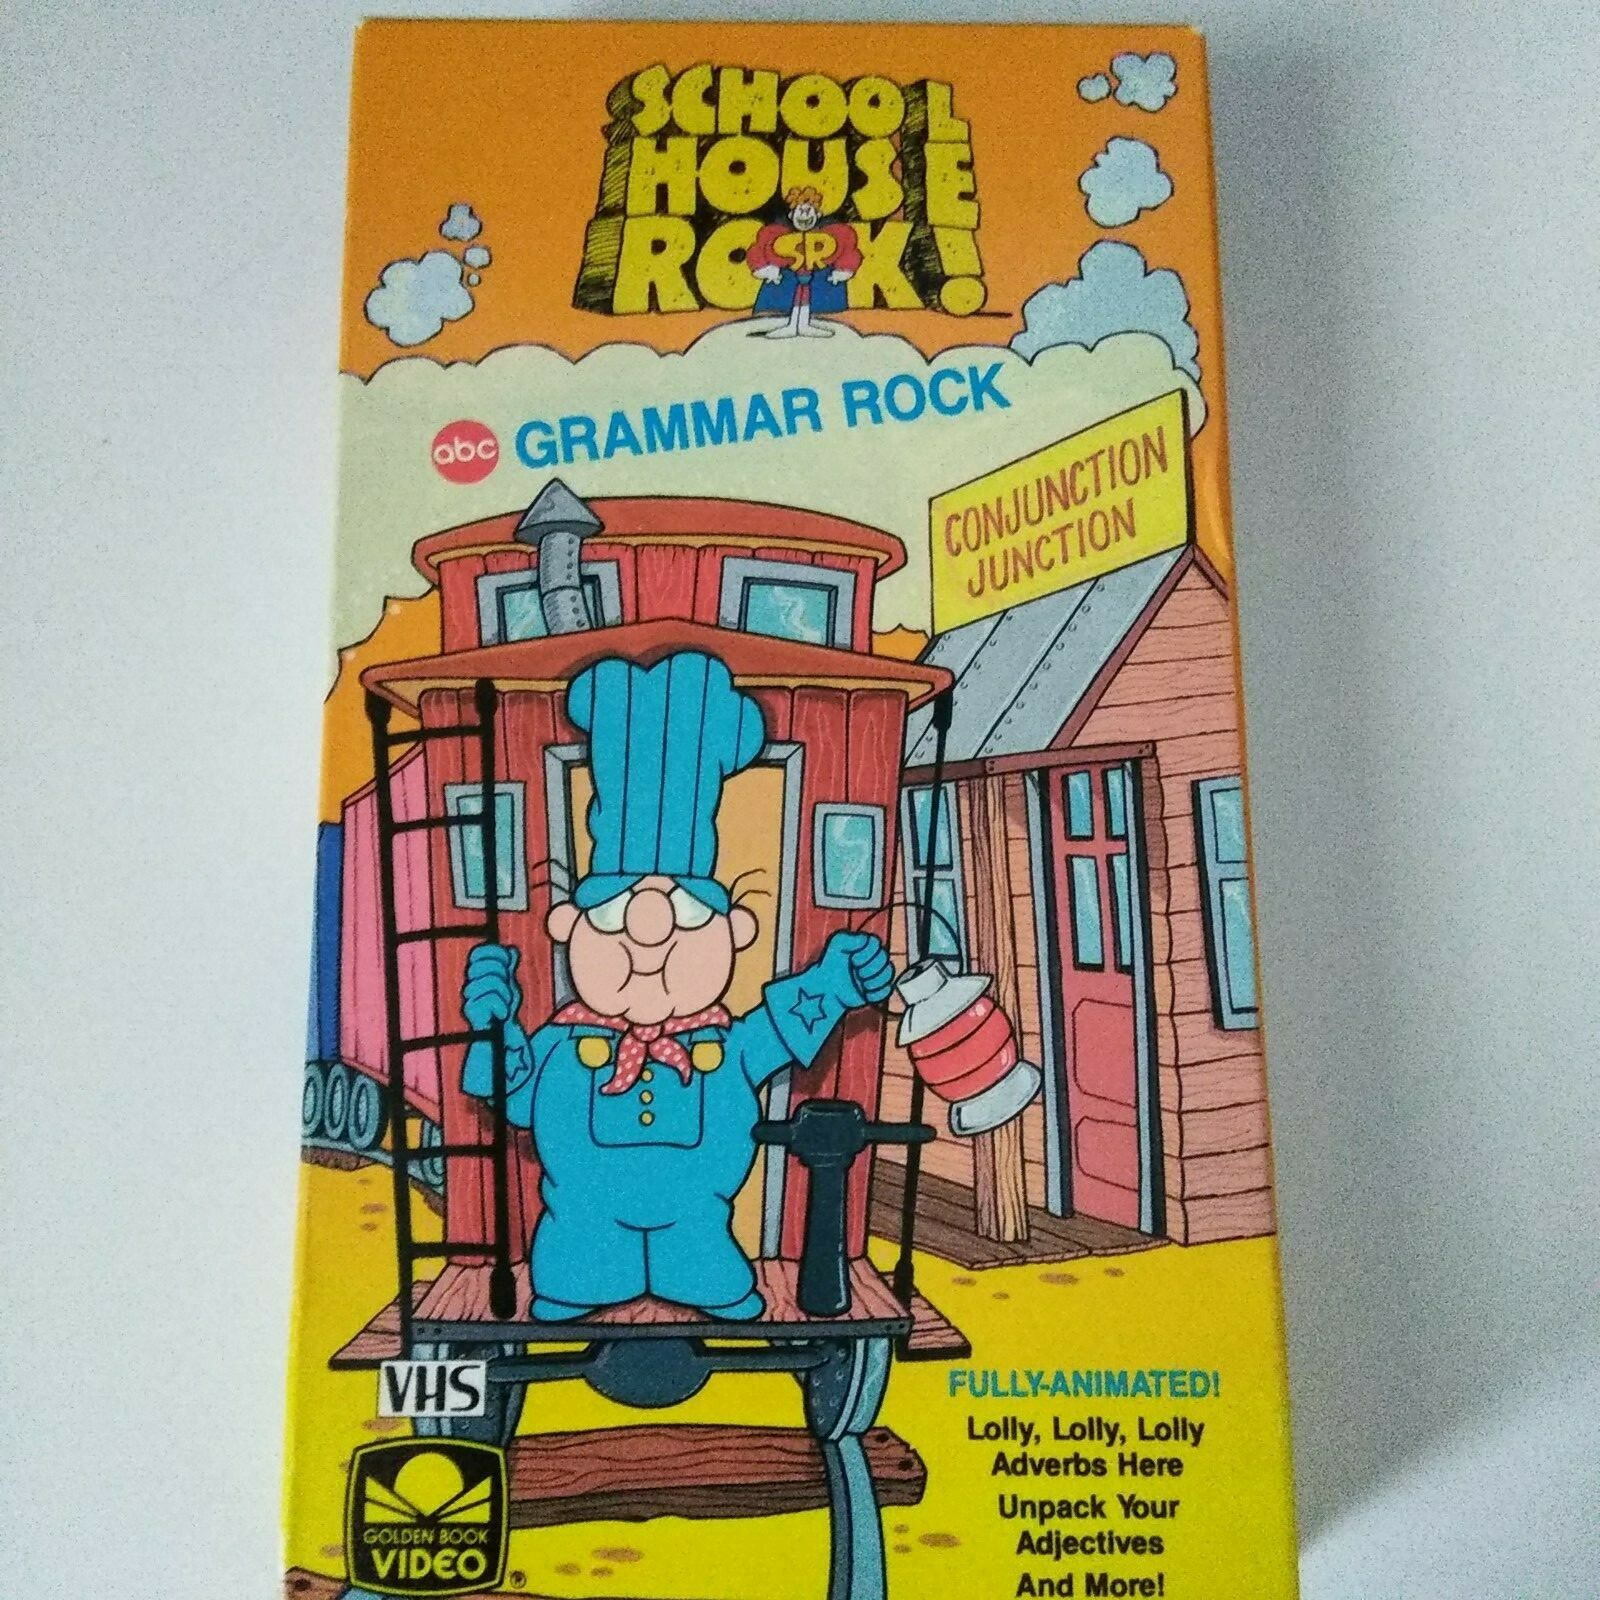 SCHOOL
HOUSE
ROCK!
SR
abc GRAMMAR ROCK
CONJUNCTION
JUNCTION
VHS
GOLDEN BOOK
VIDEO®
FULLY-ANIMATED!
Lolly, Lolly, Lolly
Adverbs Here
Unpack Your
Adjectives
And More!